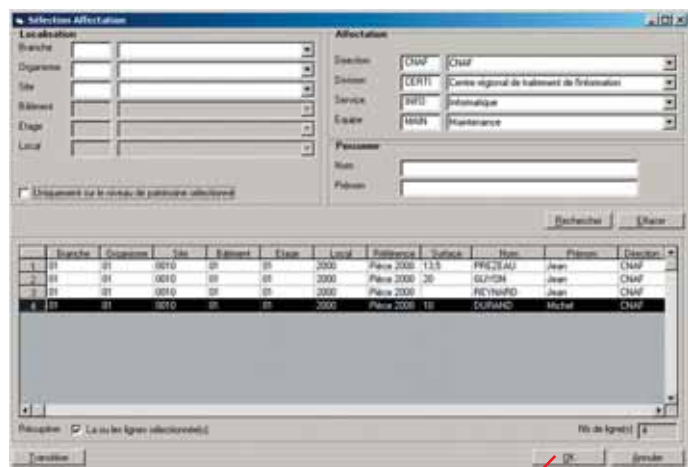 Sélection Affectation
Localisation
Branche
Organisme
Site
Bâtiment
Etage
Local
Uniquement sur le niveau de patrimoine sélectionné
Affectation
Direction CNAF CNAF
Division CERTI Centre régional de traitement de l'information
Service INFO Informatique
Equipe MAIN Maintenance
Personne
Nom
Prénom
Rechercher Effacer
Branche Organisme Site Bâtiment Etage Local Référence Surface Nom Prénom Direction
1 01 01 0010 01 01 2000 Pièce 2000 13,5 PREZEAU Jean CNAF
2 01 01 0010 01 01 2000 Pièce 2000 20 GUYON Jean CNAF
3 01 01 0010 01 01 2000 Pièce 2000 REYNARD Jean CNAF
4 01 01 0010 01 01 2000 Pièce 2000 10 DURAND Michel CNAF
Récupérer La ou les lignes sélectionnée(s)
Nb de ligne(s) 4
Transférer OK Annuler